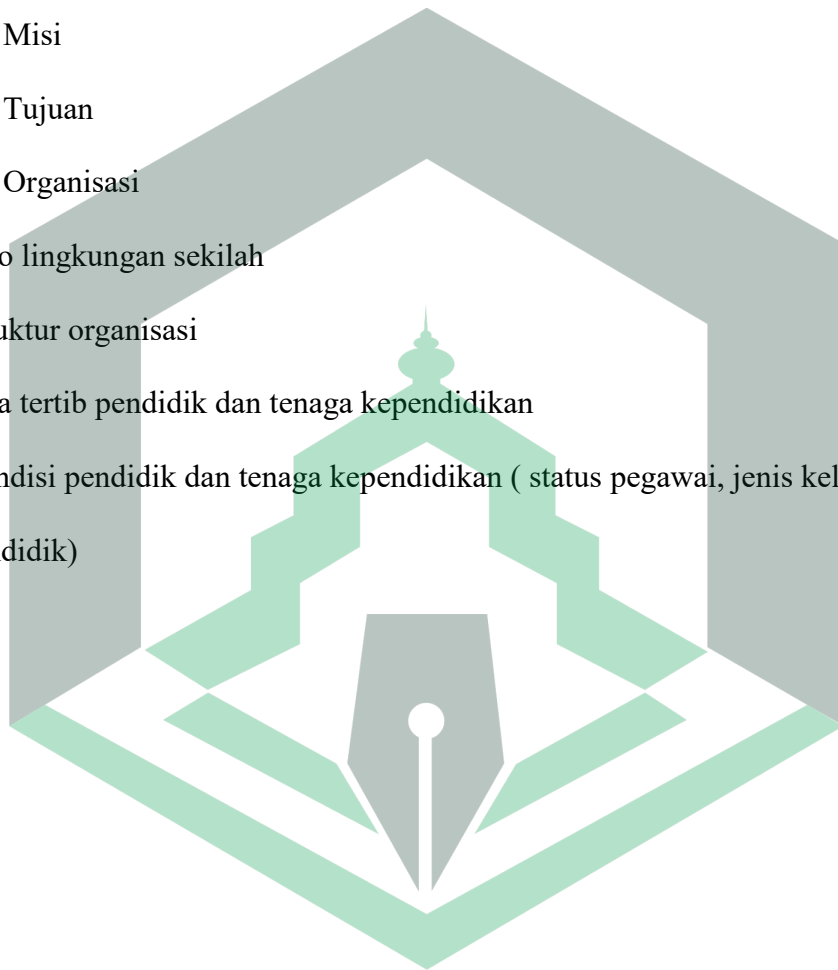 Misi
Tujuan
Organisasi
o lingkungan sekilah
uktur organisasi
a tertib pendidik dan tenaga kependidikan
ndisi pendidik dan tenaga kependidikan ( status pegawai, jenis kel
didik)